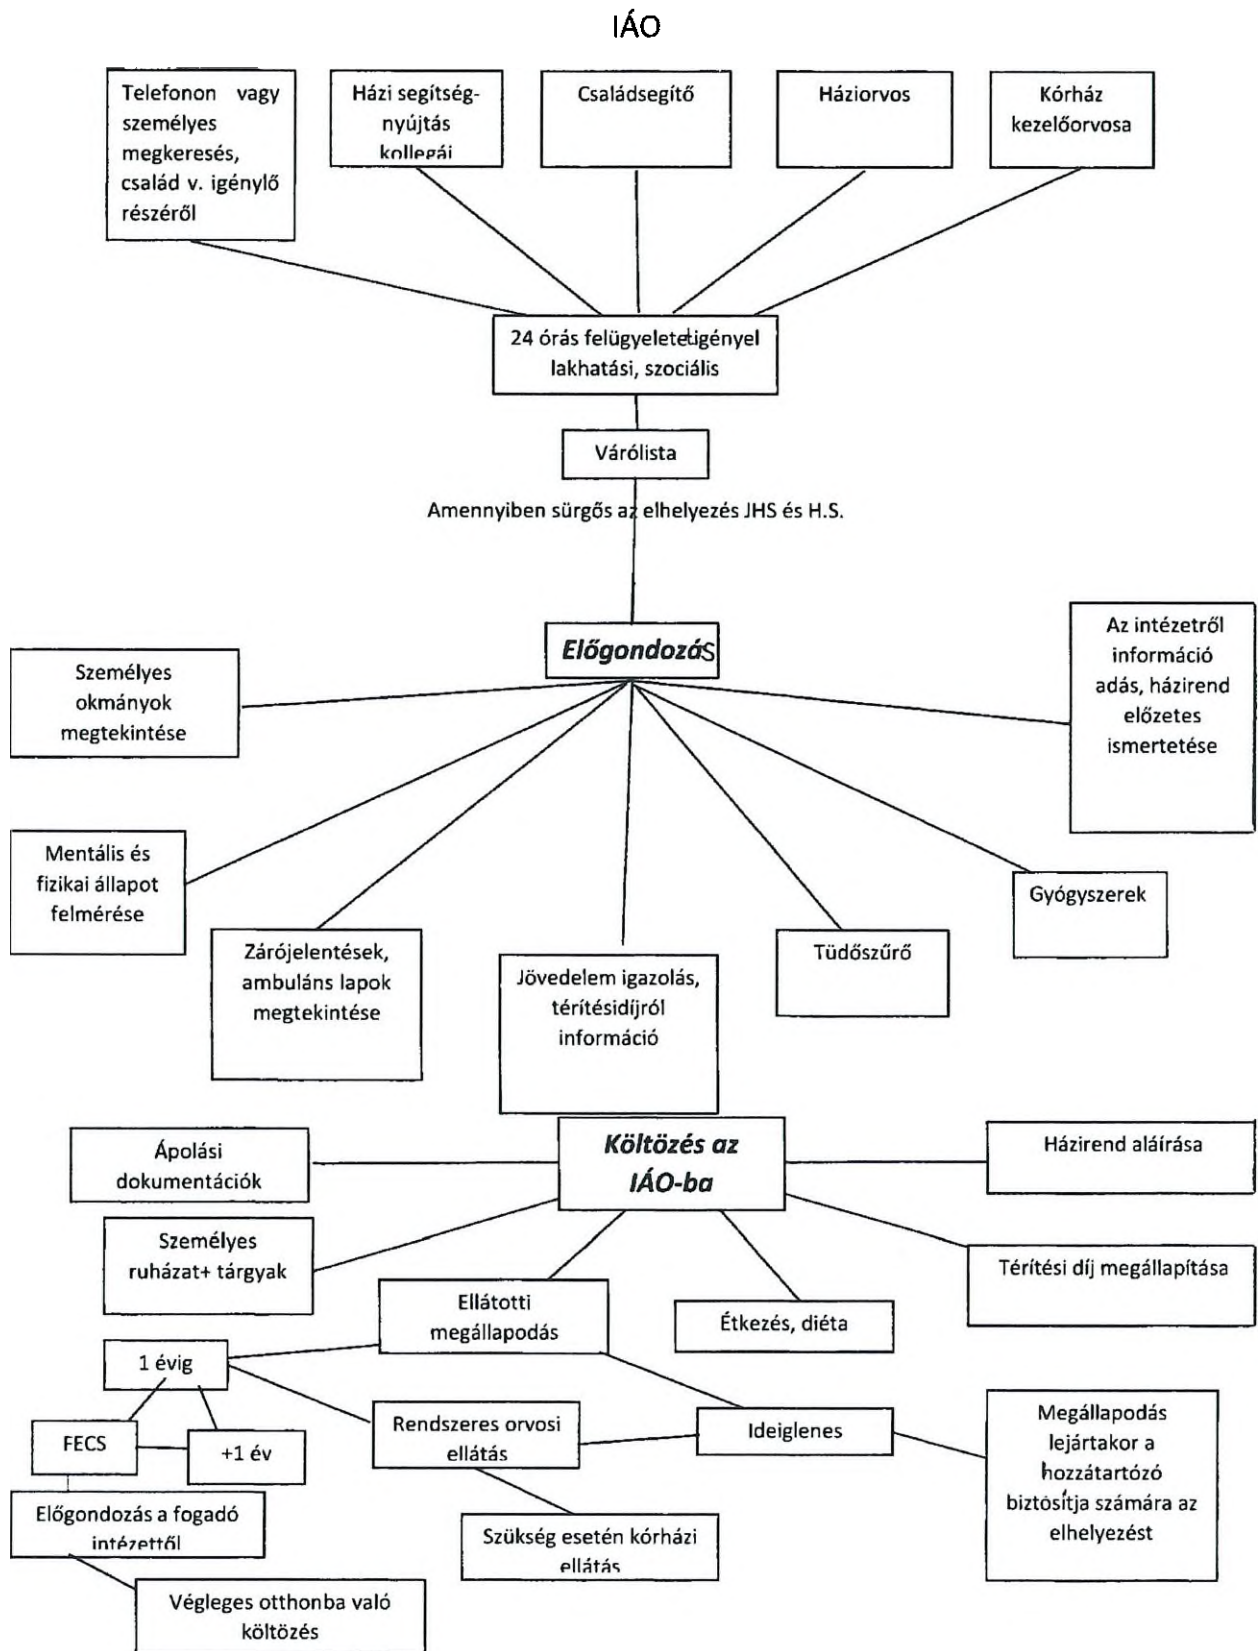 IÁO
Telefonon vagy
személyes
megkeresés,
család v. igénylő
részéről
Házi segítség-
nyújtás
kollegái
Családsegítő
Háziorvos
Kórház
kezelőorvosa
24 órás felügyeletetigényel
lakhatási, szociális
Várólista
Amennyiben sürgős az elhelyezés JHS és H.S.
Előgondozás
Személyes
okmányok
megtekintése
Az intézetről
információ
adás, házirend
előzetes
ismertetése
Mentális és
fizikai állapot
felmérése
Zárójelentések,
ambuláns lapok
megtekintése
Jövedelem igazolás,
térítésidíjról
információ
Tüdőszűrő
Gyógyszerek
Költözés az
IÁO-ba
Ápolási
dokumentációk
Házirend aláírása
Személyes
ruházat+ tárgyak
Térítési díj megállapítása
Ellátotti
megállapodás
Étkezés, diéta
1 évig
FECS
+1 év
Rendszeres orvosi
ellátás
Ideiglenes
Megállapodás
lejártakor a
hozzátartózó
biztosítja számára az
elhelyezést
Előgondozás a fogadó
intézettől
Szükség esetén kórházi
ellátás
Végleges otthonba való
költözés